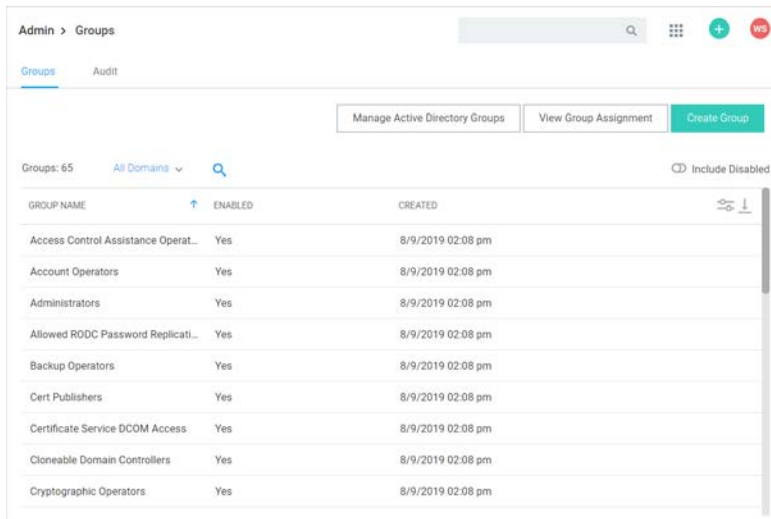 Admin > Groups
WS
Groups Audit
Manage Active Directory Groups View Group Assignment Create Group
Groups: 65 All Domains Include Disabled
GROUP NAME ENABLED CREATED
Access Control Assistance Operat... Yes 8/9/2019 02:08 pm
Account Operators Yes 8/9/2019 02:08 pm
Administrators Yes 8/9/2019 02:08 pm
Allowed RODC Password Replicati... Yes 8/9/2019 02:08 pm
Backup Operators Yes 8/9/2019 02:08 pm
Cert Publishers Yes 8/9/2019 02:08 pm
Certificate Service DCOM Access Yes 8/9/2019 02:08 pm
Cloneable Domain Controllers Yes 8/9/2019 02:08 pm
Cryptographic Operators Yes 8/9/2019 02:08 pm